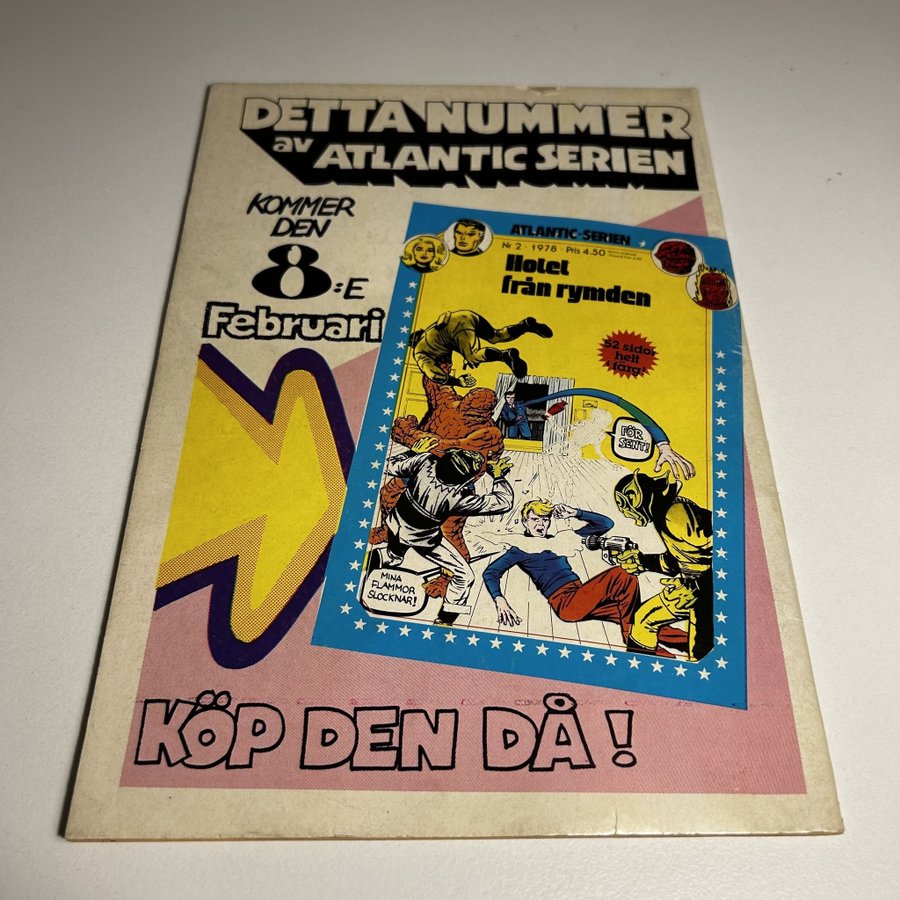 DETTA NUMMER
av ATLANTIC SERIEN
KOMMER
DEN
8:E
Februari
ATLANTIC-SERIEN
Nr 2 · 1978 · Pris 4.50
Hotet
från rymden
52 sidor
helt
i färg!
FÖR
SENT!
MINA
FLAMMOR
SLOCKNAR!
KÖP DEN DÅ!